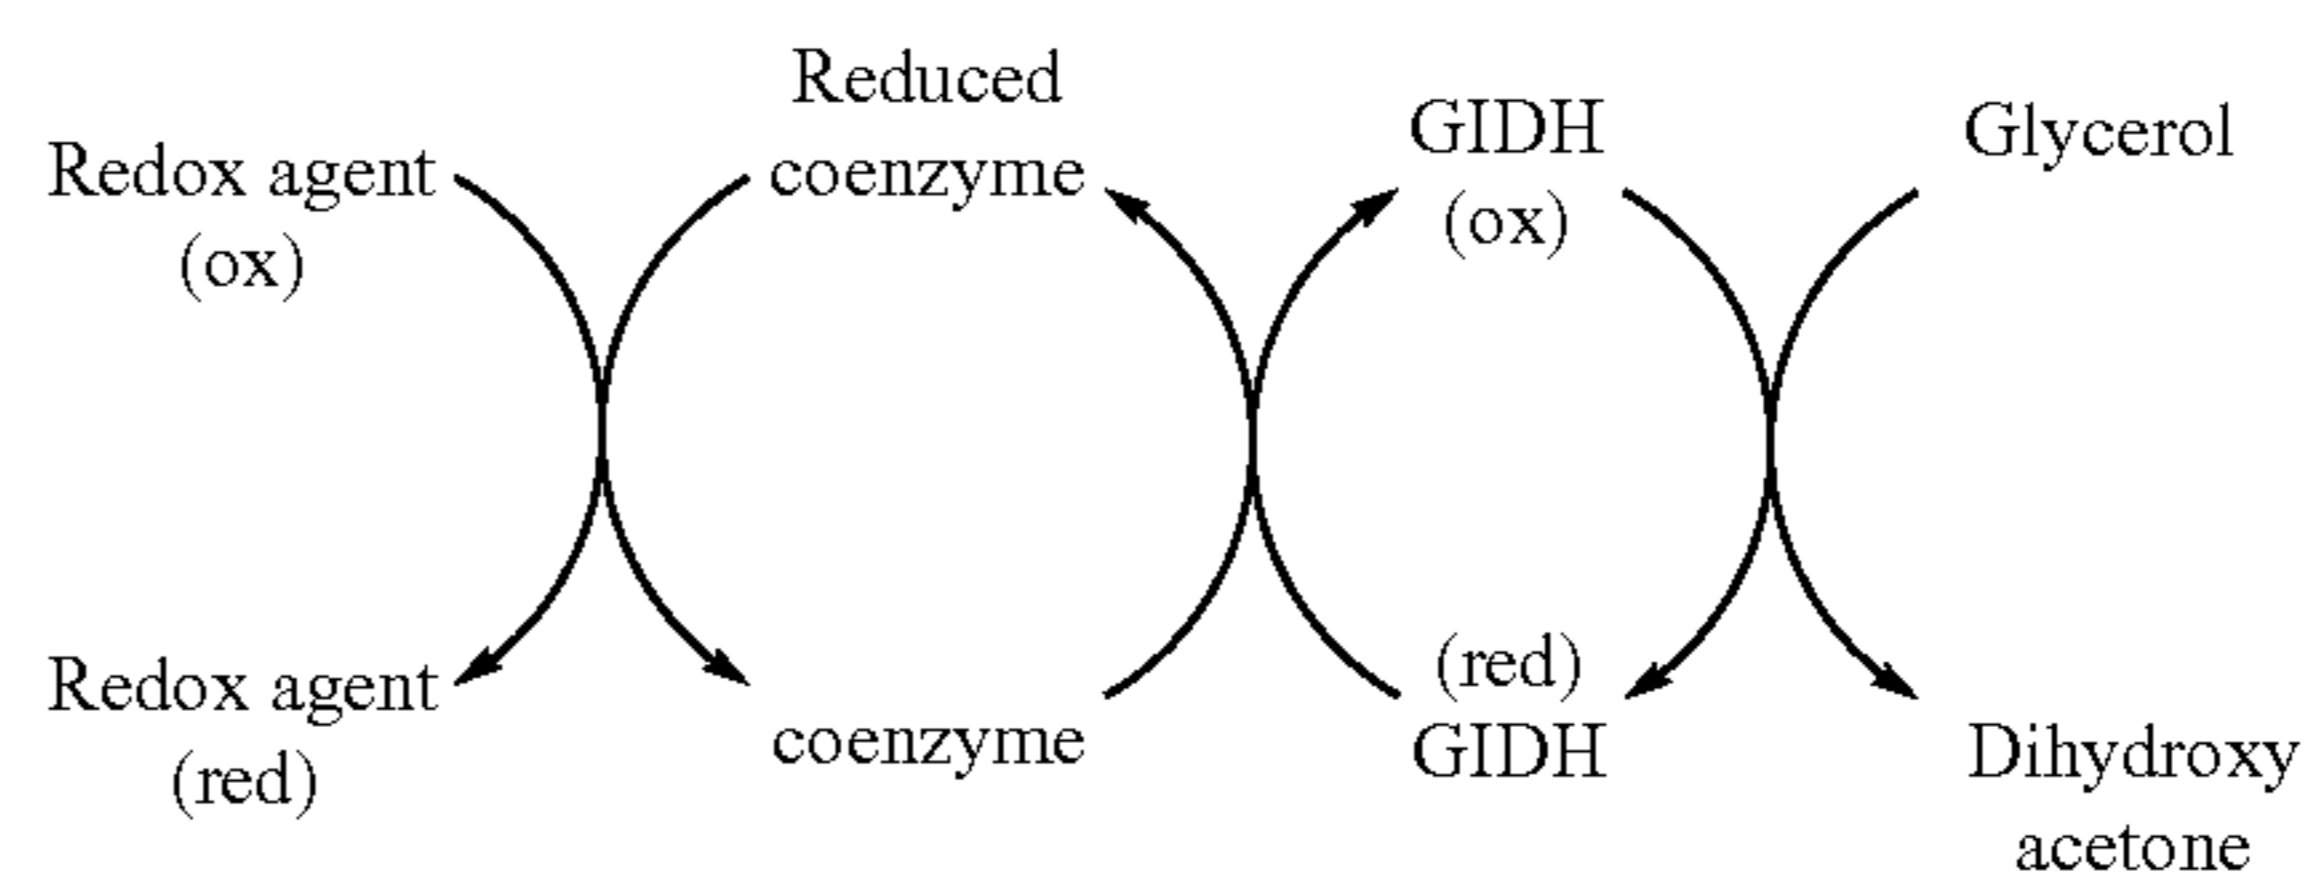 Redox agent
(ox)
Reduced
coenzyme
GIDH
(ox)
Glycerol
Redox agent
(red)
coenzyme
(red)
GIDH
Dihydroxy
acetone